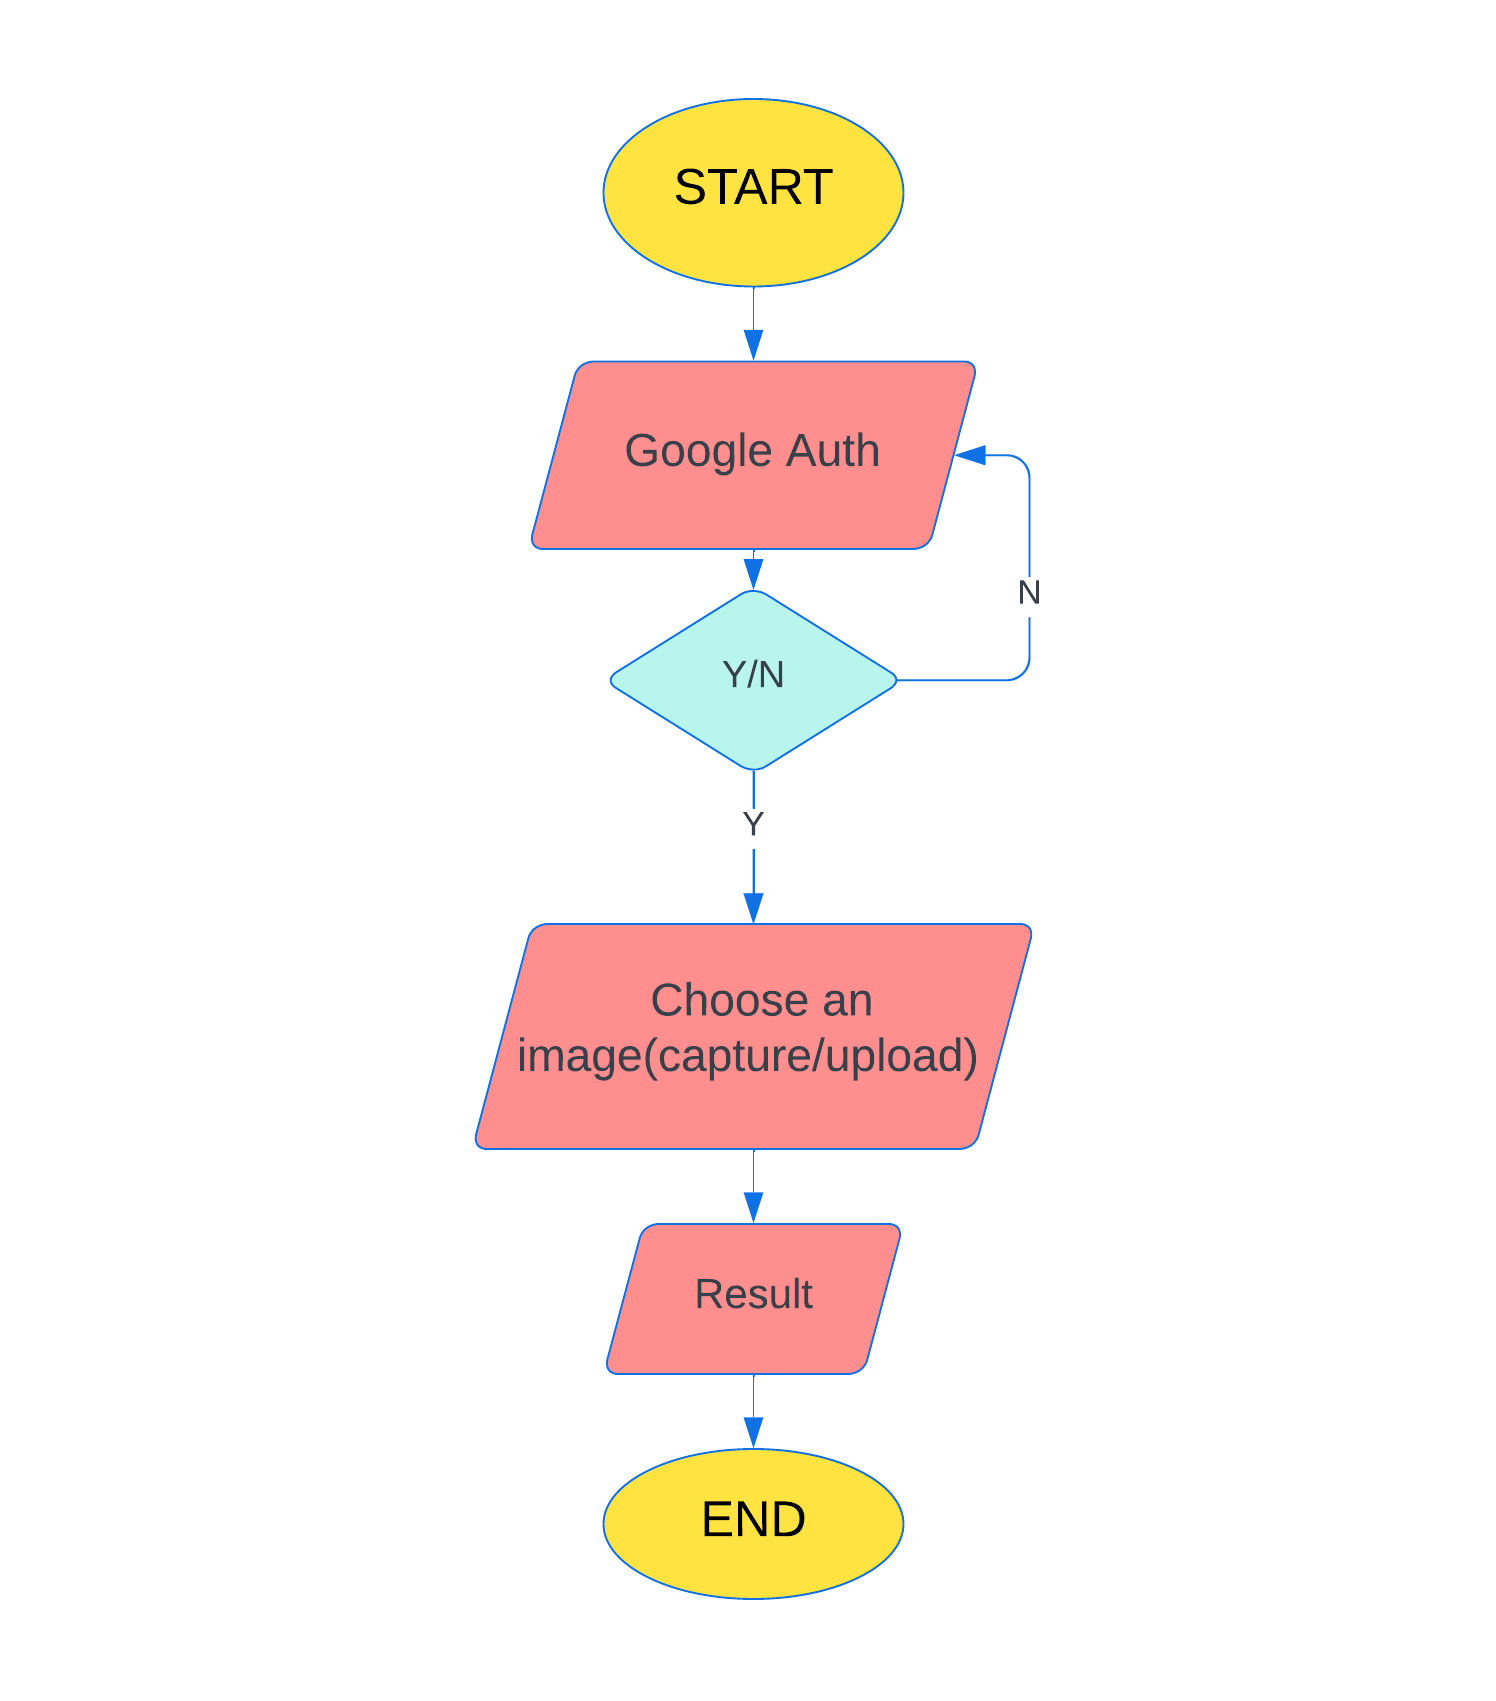 START
Google Auth
N
Y/N
Y
Choose an
image(capture/upload)
Result
END